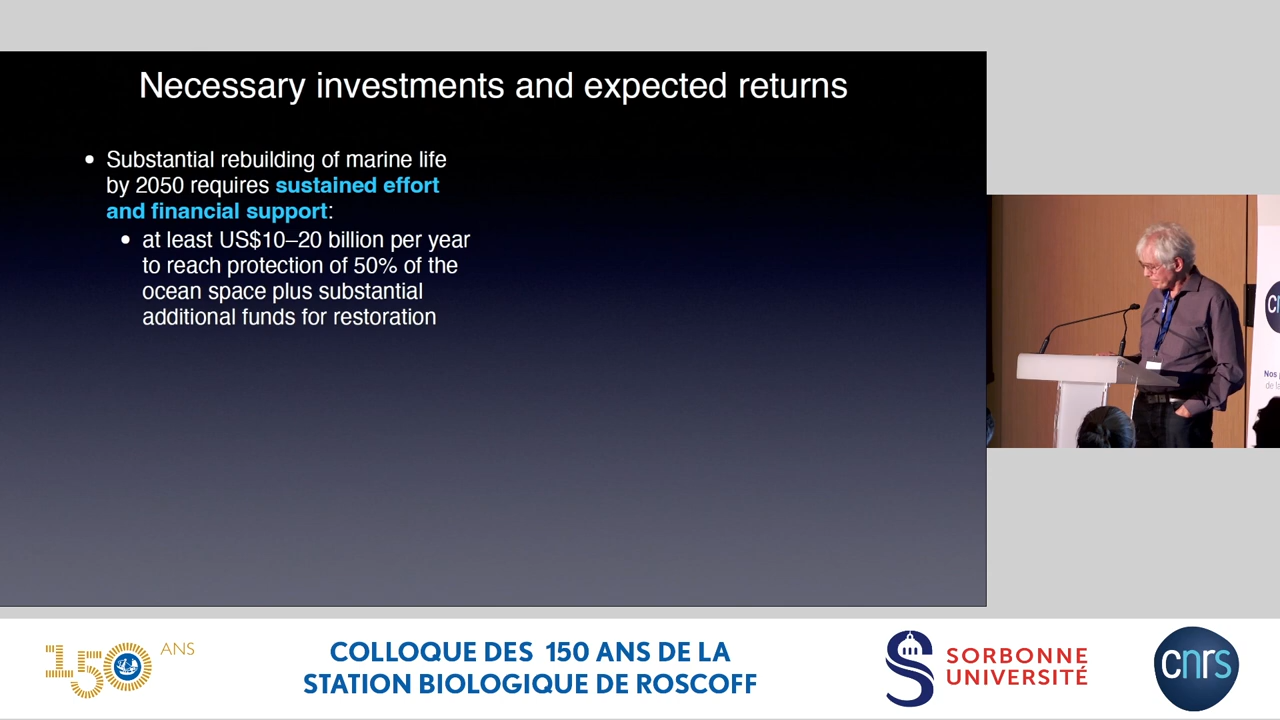 Necessary investments and expected returns
• Substantial rebuilding of marine life
by 2050 requires sustained effort
and financial support:
• at least US$10–20 billion per year
to reach protection of 50% of the
ocean space plus substantial
additional funds for restoration
Nos
de l
150 ANS
COLLOQUE DES 150 ANS DE LA
STATION BIOLOGIQUE DE ROSCOFF
SORBONNE
UNIVERSITÉ
cnrs